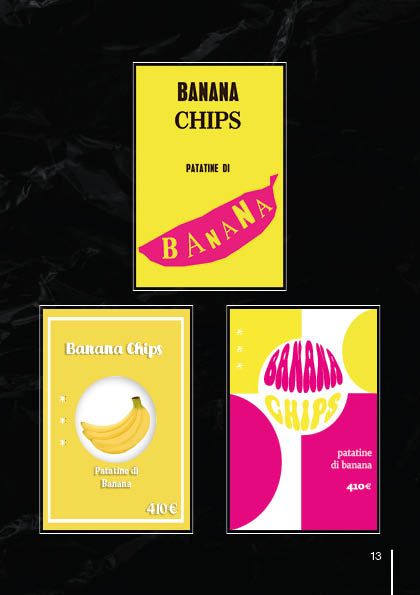 BANANA
CHIPS
PATATINE DI
BANANA
Banana Chips
Patatine di
Banana
410€
BANANA
CHIPS
patatine
di banana
410€
13